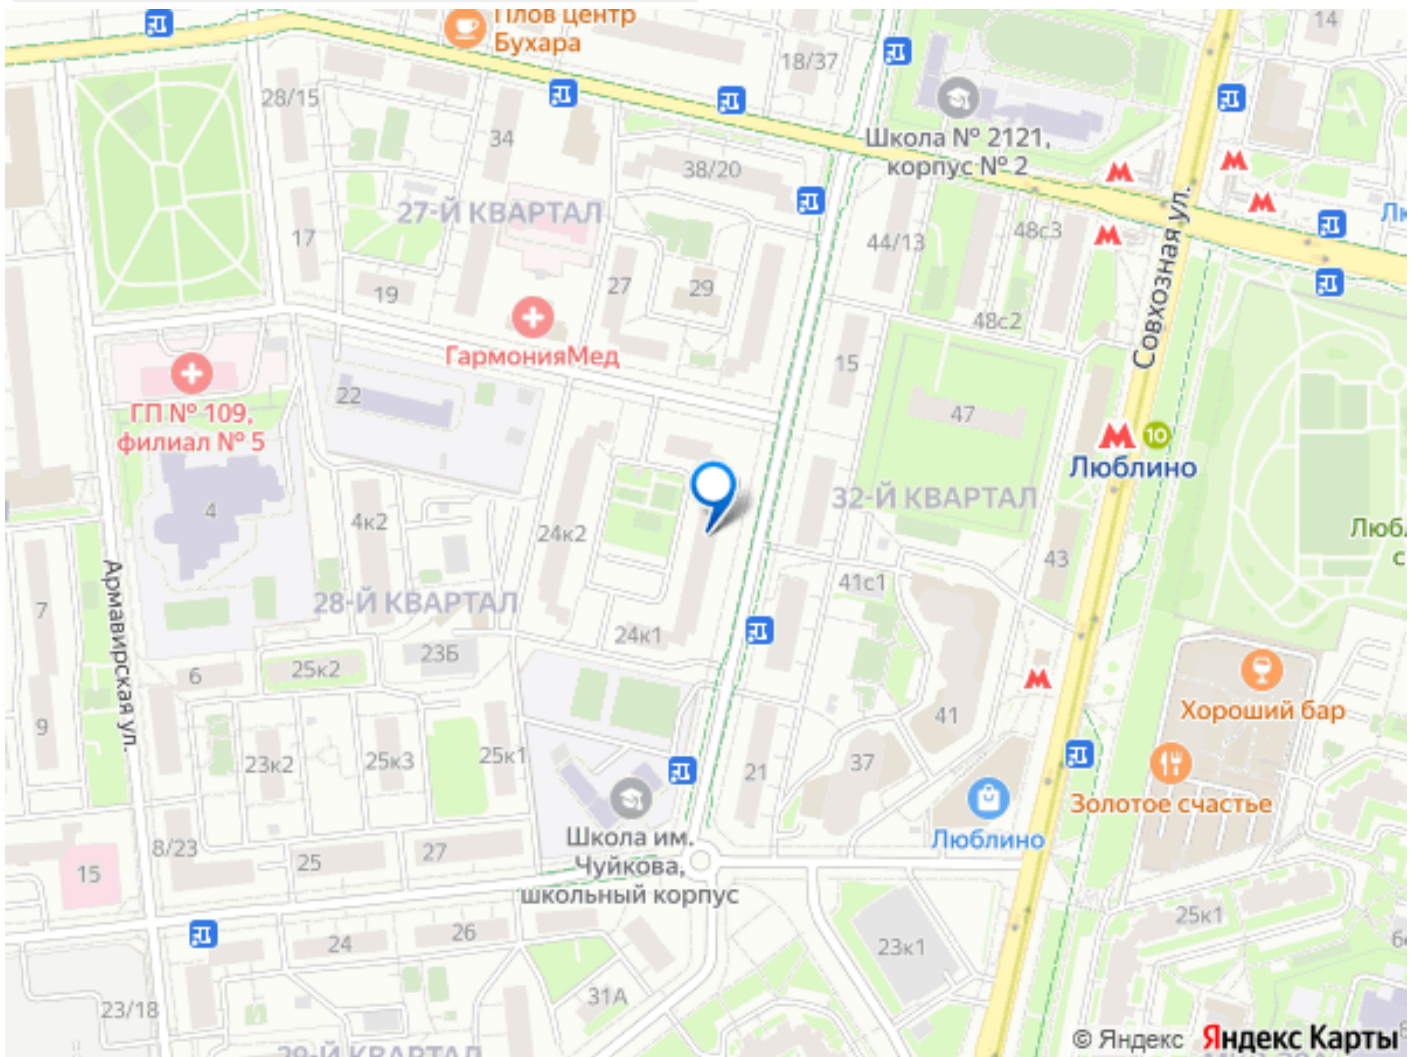 Плов центр
Бухара
14
18/37
28/15
34
Школа № 2121,
корпус № 2
38/20
27-Й КВАРТАЛ
17
44/13
48с3
Совхозная ул.
27
29
19
48с2
ГармонияМед
15
22
47
ГП № 109,
филиал № 5
Люблино
10
32-Й КВАРТАЛ
4
4к2
24к2
43
41с1
Армавирская ул.
7
28-Й КВАРТАЛ
24к1
23Б
25к2
6
Хороший бар
9
41
23к2
25к3
25к1
21
37
Золотое счастье
Люблино
Школа им.
Чуйкова,
школьный корпус
8/23
25
27
15
24
26
25к1
23к1
31А
23/18
29-Й КВАРТАЛ
© Яндекс Яндекс Карты